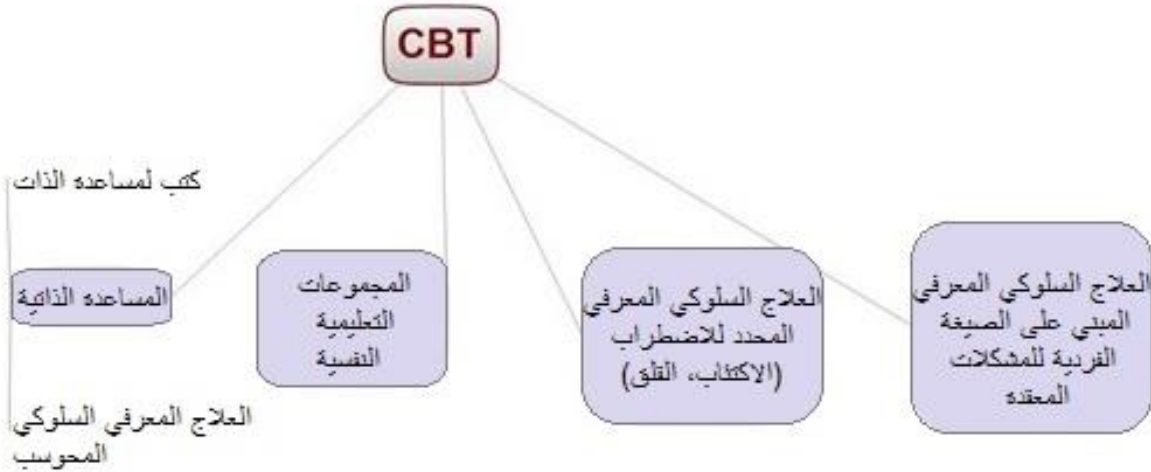 CBT
كتب لمساعده الذات
المساعده الذاتية
العلاج المعرفي السلوكي
المحوسب
المجموعات
التعليمية
النفسية
العلاج السلوكي المعرفي
المحدد للاضطراب
(الاكتئاب، القلق)
العلاج السلوكي المعرفي
المبني على الصيغة
الفردية للمشكلات
المعقده